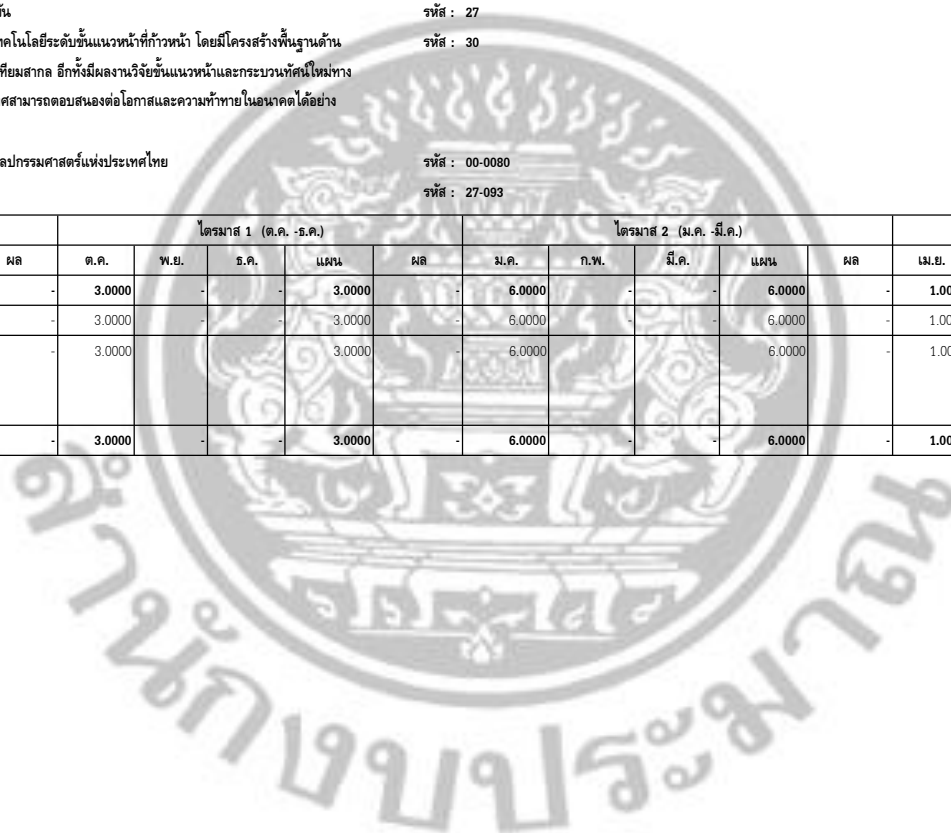 รหัส : 27
ทคโนโลยีระดับขั้นแนวหน้าที่ก้าวหน้า โดยมีโครงสร้างพื้นฐานด้าน รหัส : 30
ทียมสากล อีกทั้งมีผลงานวิจัยขั้นแนวหน้าและกระบวนทัศน์ใหม่ทาง
ศสามารถตอบสนองต่อโอกาสและความท้าทายในอนาคตได้อย่าง
ลปกรรมศาสตร์แห่งประเทศไทย รหัส : 00-0080
รหัส : 27-093
ไตรมาส 1 (ต.ค. -ธ.ค.) ไตรมาส 2 (ม.ค. -มี.ค.)
ผล ต.ค. พ.ย. ธ.ค. แผน ผล ม.ค. ก.พ. มี.ค. แผน ผล เม.ย.
- 3.0000 - - 3.0000 - 6.0000 - - 6.0000 - 1.00
- 3.0000 - - 3.0000 - 6.0000 - - 6.0000 - 1.00
- 3.0000 3.0000 - 6.0000 6.0000 - 1.00
- 3.0000 - - 3.0000 - 6.0000 - - 6.0000 - 1.00
สำนักงบประมาณ